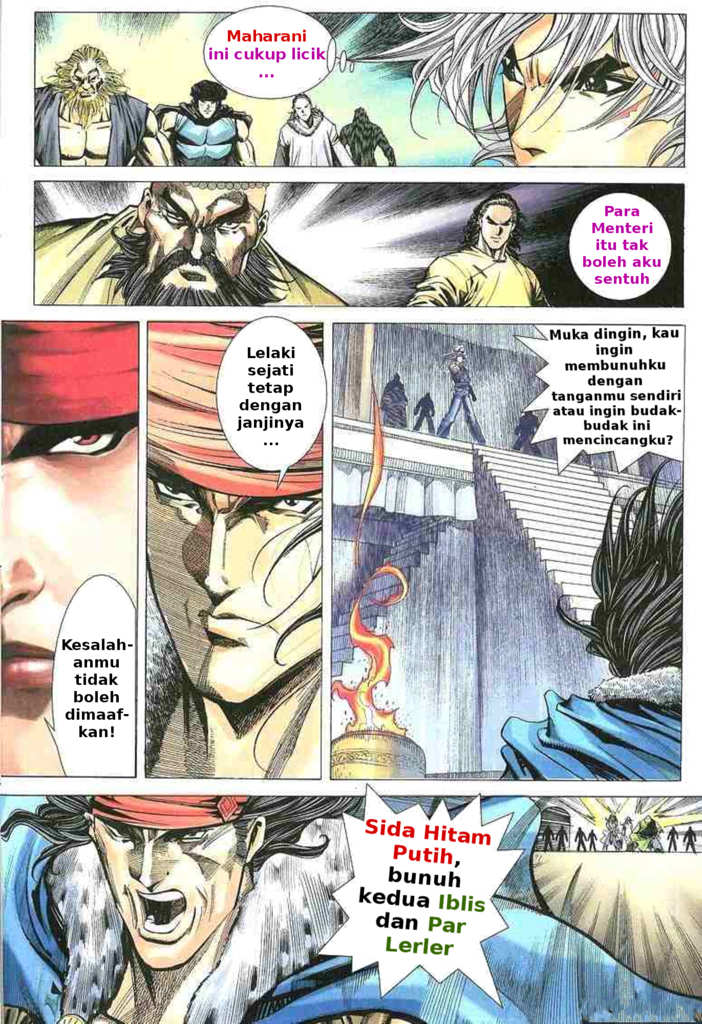 Maharani
ini cukup licik
...
Para
Menteri
itu tak
boleh aku
sentuh
Lelaki
sejati
tetap
dengan
janjinya
...
Kesalah-
anmu
tidak
boleh
dimaaf-
kan!
Muka dingin, kau
ingin
membunuhku
dengan
tanganmu sendiri
atau ingin budak-
budak ini
mencincangku?
Sida Hitam
Putih,
bunuh
kedua Iblis
dan Par
Lerler